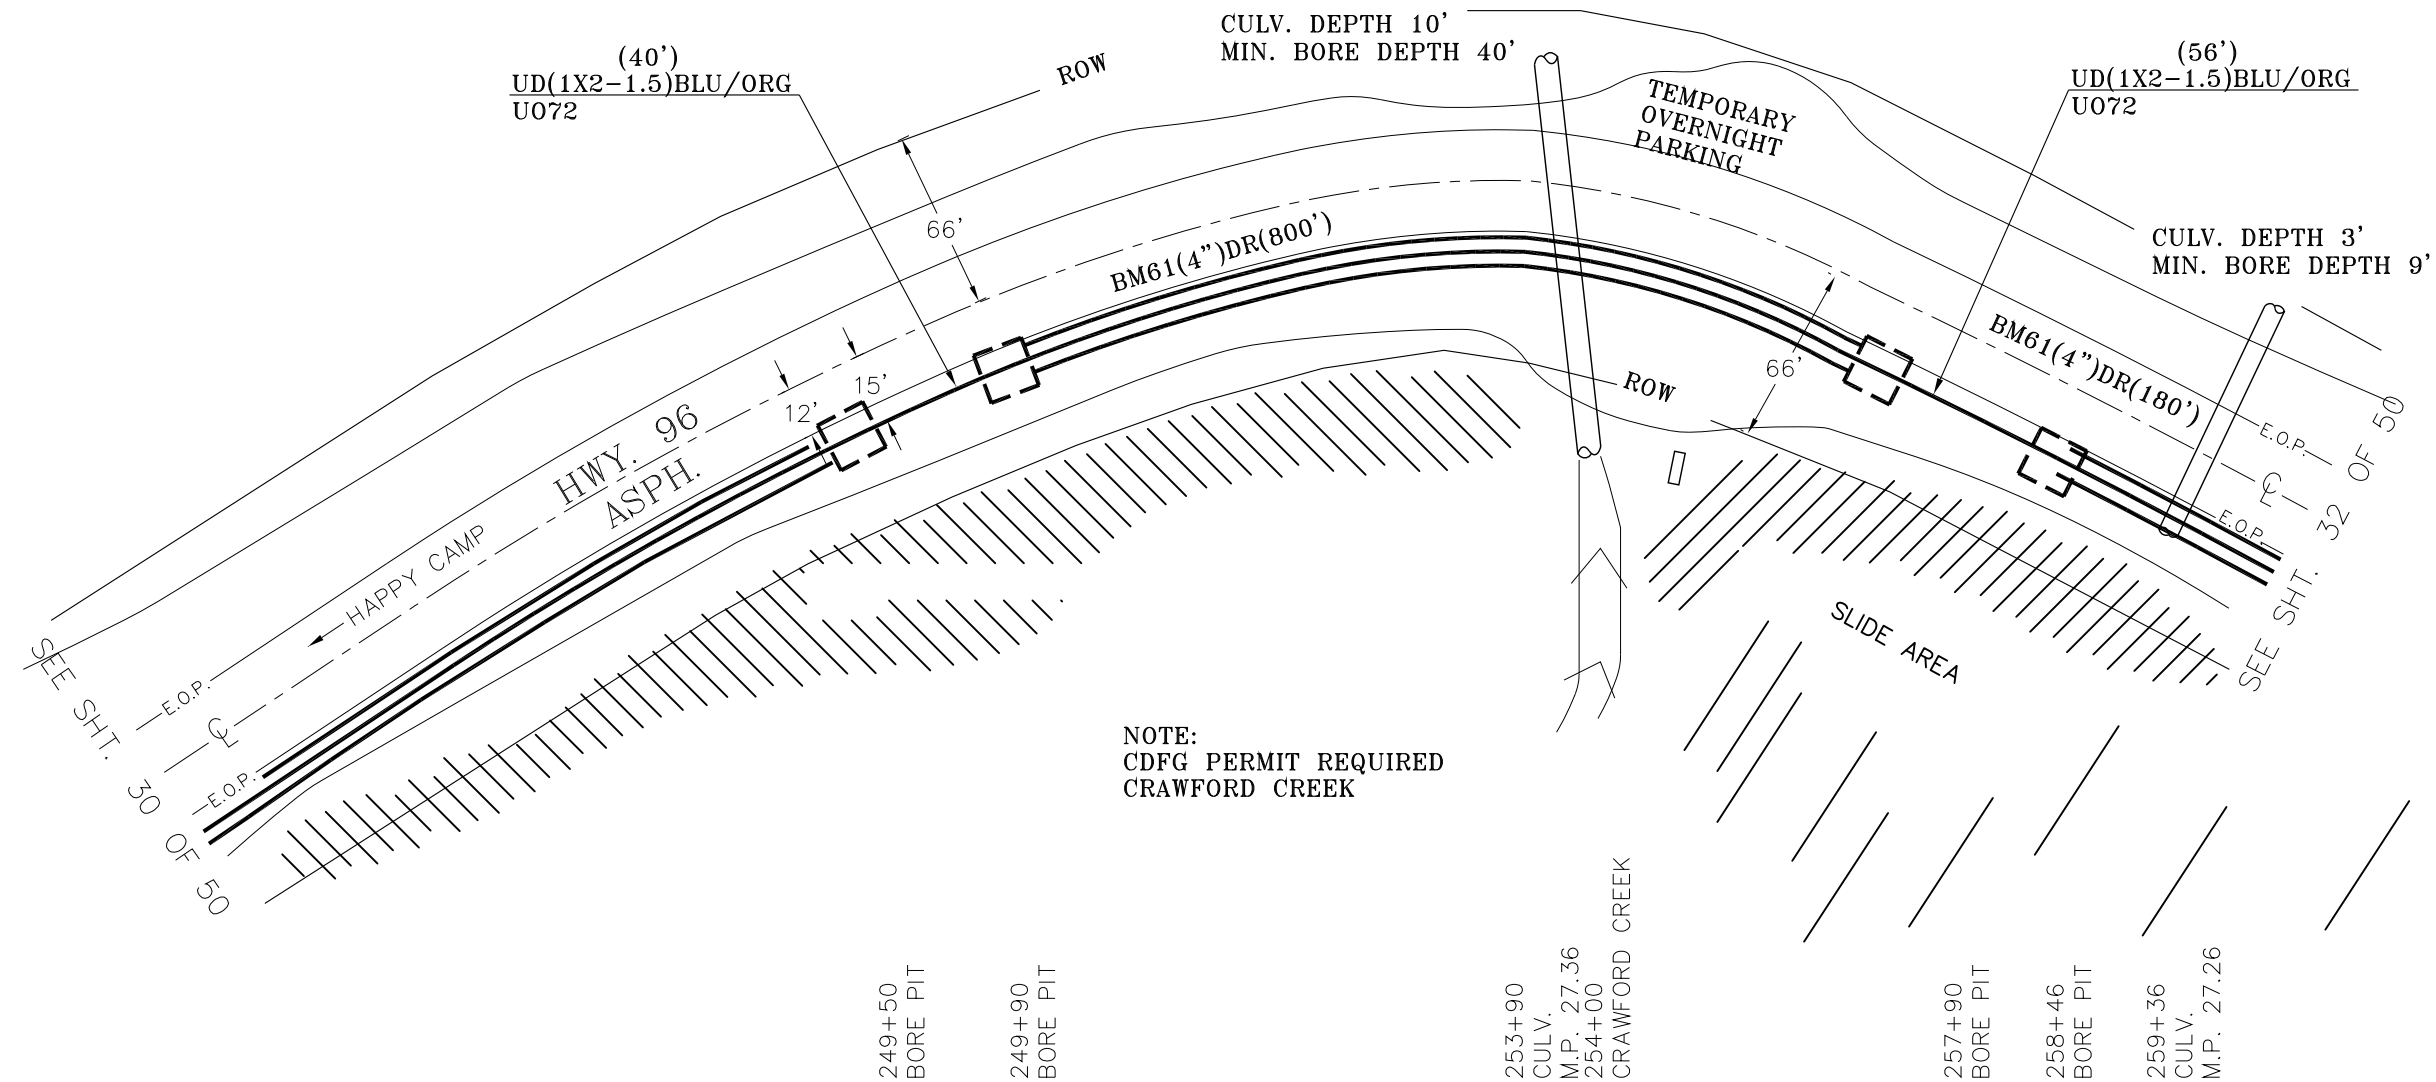 CULV. DEPTH 10'
MIN. BORE DEPTH 40'
(40')
UD(1X2-1.5)BLU/ORG
UO72
ROW
(56')
UD(1X2-1.5)BLU/ORG
UO72
TEMPORARY
OVERNIGHT
PARKING
66'
BM61(4")DR(800')
CULV. DEPTH 3'
MIN. BORE DEPTH 9'
BM61(4")DR(180')
66'
ROW
15'
12'
HWY. 96
ASPH.
HAPPY CAMP
E.O.P.
CL
E.O.P.
E.O.P.
CL
E.O.P.
SEE SHT. 30 OF 50
SEE SHT. 32 OF 50
SLIDE AREA
NOTE:
CDFG PERMIT REQUIRED
CRAWFORD CREEK
249+50
BORE PIT
249+90
BORE PIT
253+90
CULV.
M.P. 27.36
254+00
CRAWFORD CREEK
257+90
BORE PIT
258+46
BORE PIT
259+36
CULV.
M.P. 27.26